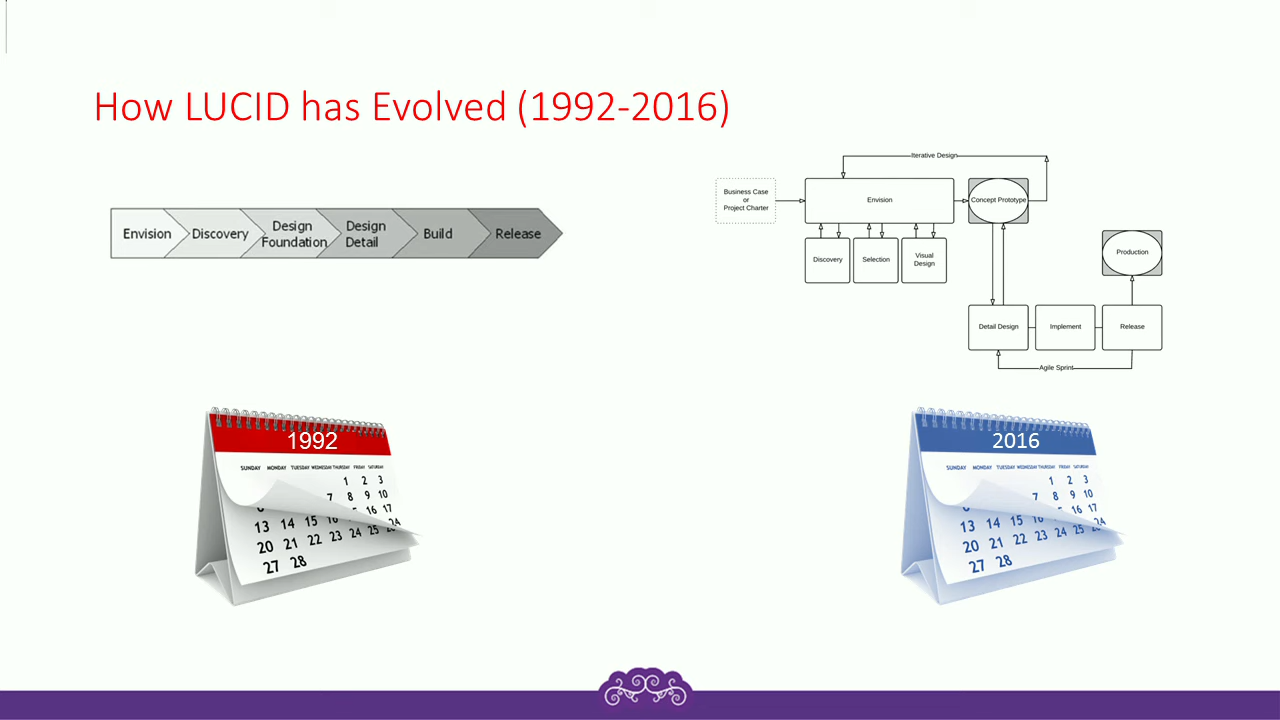 How LUCID has Evolved (1992-2016)
Envision
Discovery
Design
Foundation
Design
Detail
Build
Release
Iterative Design
Business Case
or
Project Charter
Envision
Concept Prototype
Discovery
Selection
Visual
Design
Production
Detail Design
Implement
Release
Agile Sprint
1992
SUNDAY MONDAY TUESDAY WEDNESDAY THURSDAY FRIDAY SATURDAY
1 2 3
7 8 9 10
16 17
13 14 15 16 24
20 21 22 23 24 25
27 28
2016
SUNDAY MONDAY TUESDAY WEDNESDAY THURSDAY FRIDAY SATURDAY
1 2 3
7 8 9 10
16 17
13 14 15 16 24
20 21 22 23 24 25
27 28